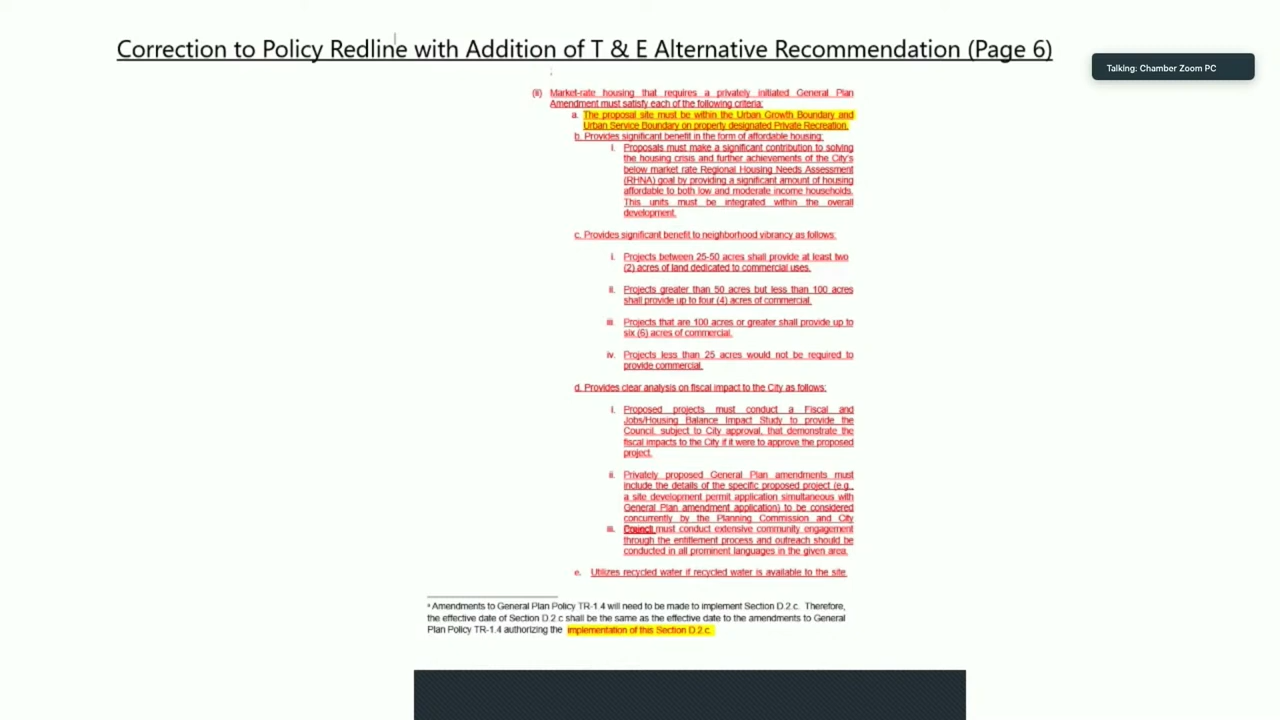 Correction to Policy Redline with Addition of T & E Alternative Recommendation (Page 6)
Talking: Chamber Zoom PC
(ii) Market-rate housing that requires a privately initiated General Plan
Amendment must satisfy each of the following criteria:
a. The proposal site must be within the Urban Growth Boundary and
Urban Service Boundary on property designated Private Recreation.
b. Provides significant benefit in the form of affordable housing:
i. Proposals must make a significant contribution to solving
the housing crisis and further achievements of the City's
below market rate Regional Housing Needs Assessment
(RHNA) goal by providing a significant amount of housing
affordable to both low and moderate income households.
This units must be integrated within the overall
development.
c. Provides significant benefit to neighborhood vibrancy as follows:
i. Projects between 25-50 acres shall provide at least two
(2) acres of land dedicated to commercial uses.
ii. Projects greater than 50 acres but less than 100 acres
shall provide up to four (4) acres of commercial.
iii. Projects that are 100 acres or greater shall provide up to
six (6) acres of commercial.
iv. Projects less than 25 acres would not be required to
provide commercial.
d. Provides clear analysis on fiscal impact to the City as follows:
i. Proposed projects must conduct a Fiscal and
Jobs/Housing Balance Impact Study to provide the
Council, subject to City approval, that demonstrate the
fiscal impacts to the City if it were to approve the proposed
project.
ii. Privately proposed General Plan amendments must
include the details of the specific proposed project (e.g.,
a site development permit application simultaneous with
General Plan amendment application) to be considered
concurrently by the Planning Commission and City
iii. Project must conduct extensive community engagement
through the entitlement process and outreach should be
conducted in all prominent languages in the given area.
e. Utilizes recycled water if recycled water is available to the site.
Amendments to General Plan Policy TR-1.4 will need to be made to implement Section D.2.c. Therefore,
the effective date of Section D.2.c shall be the same as the effective date to the amendments to General
Plan Policy TR-1.4 authorizing the implementation of this Section D.2.c.